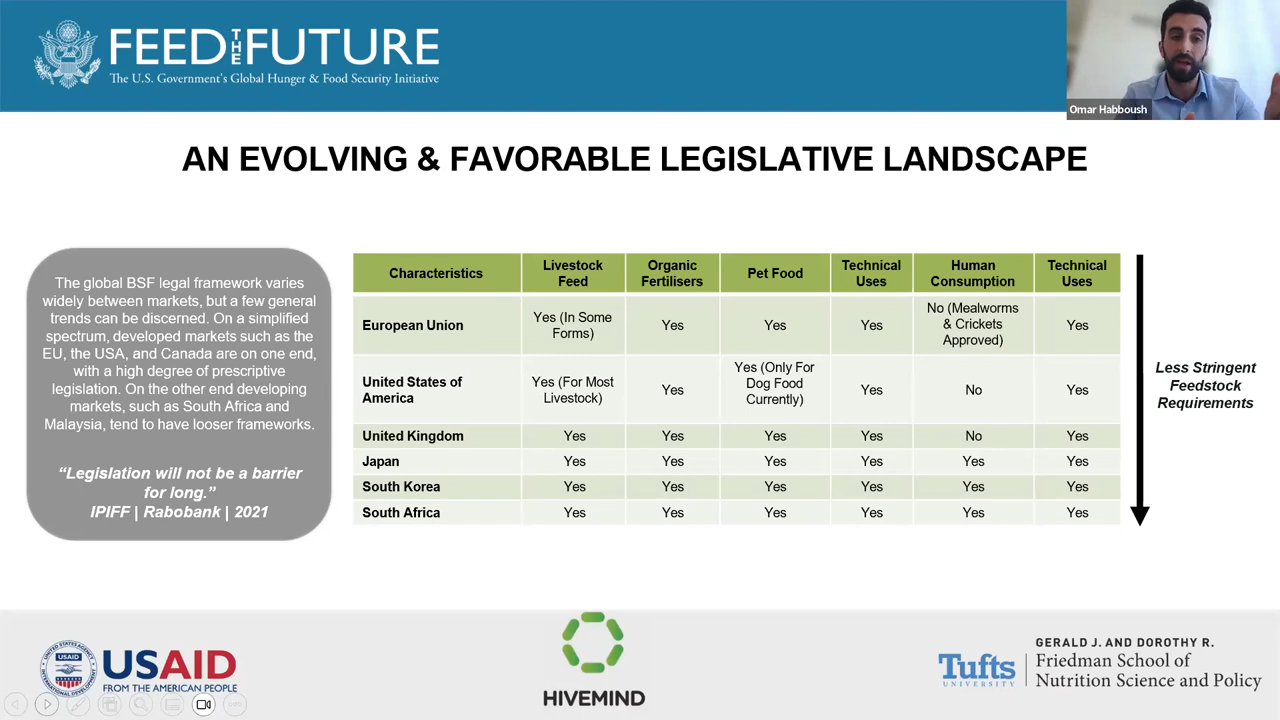 FEED THE FUTURE
The U.S. Government's Global Hunger & Food Security Initiative
Omar Habboush
AN EVOLVING & FAVORABLE LEGISLATIVE LANDSCAPE
The global BSF legal framework varies
widely between markets, but a few general
trends can be discerned. On a simplified
spectrum, developed markets such as the
EU, the USA, and Canada are on one end,
with a high degree of prescriptive
legislation. On the other end developing
markets, such as South Africa and
Malaysia, tend to have looser frameworks.
“Legislation will not be a barrier
for long.”
IPIFF | Rabobank | 2021
Characteristics Livestock Feed Organic Fertilisers Pet Food Technical Uses Human Consumption Technical Uses
European Union Yes (In Some Forms) Yes Yes Yes No (Mealworms & Crickets Approved) Yes
United States of America Yes (For Most Livestock) Yes Yes (Only For Dog Food Currently) Yes No Yes
United Kingdom Yes Yes Yes Yes No Yes
Japan Yes Yes Yes Yes Yes Yes
South Korea Yes Yes Yes Yes Yes Yes
South Africa Yes Yes Yes Yes Yes Yes
Less Stringent
Feedstock
Requirements
USAID
FROM THE AMERICAN PEOPLE
HIVEMIND
Tufts
UNIVERSITY
GERALD J. AND DOROTHY R.
Friedman School of
Nutrition Science and Policy